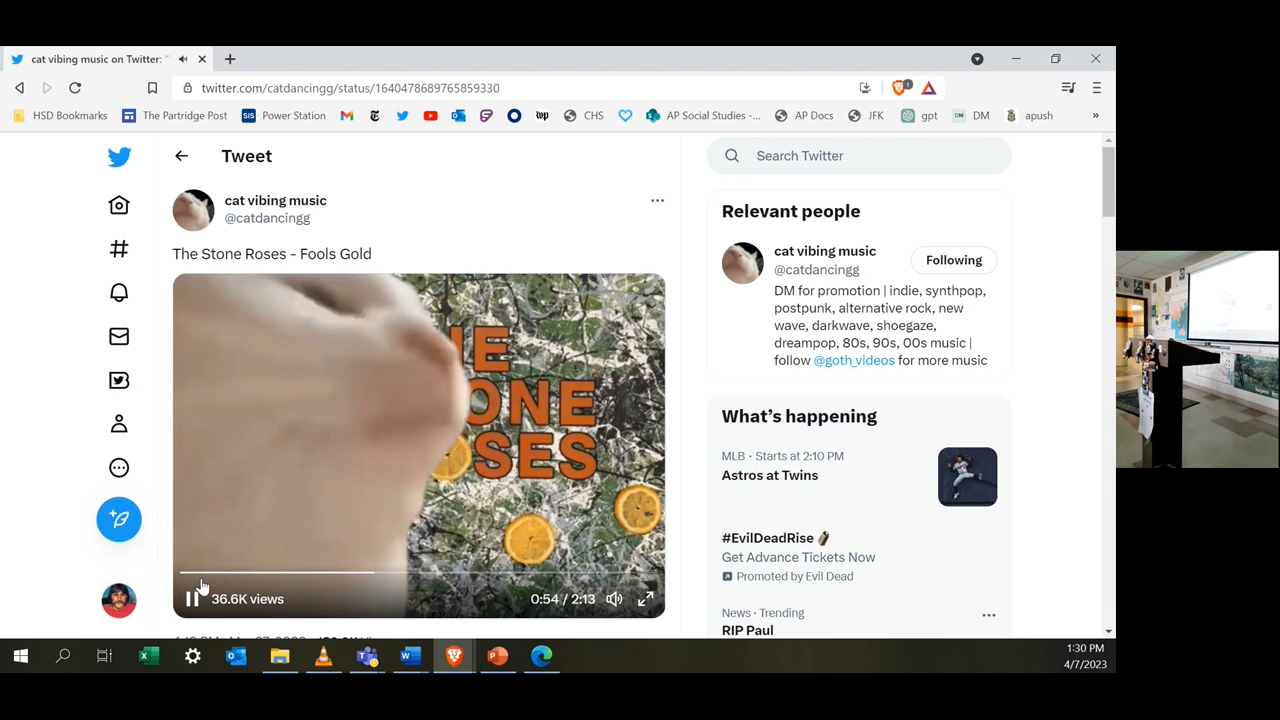 cat vibing music on Twitter: "
twitter.com/catdancingg/status/1640478689765859330
HSD Bookmarks
The Partridge Post
SIS
Power Station
wp
CHS
AP Social Studies -...
AP Docs
JFK
gpt
DM
DM
apush
»
Tweet
Search Twitter
cat vibing music
@catdancingg
The Stone Roses - Fools Gold
ONE
SES
36.6K views
0:54 / 2:13
Relevant people
cat vibing music
@catdancingg
Following
DM for promotion | indie, synthpop,
postpunk, alternative rock, new
wave, darkwave, shoegaze,
dreampop, 80s, 90s, 00s music |
follow @goth_videos for more music
What's happening
MLB · Starts at 2:10 PM
Astros at Twins
#EvilDeadRise
Get Advance Tickets Now
Promoted by Evil Dead
News · Trending
RIP Paul
1:30 PM
4/7/2023